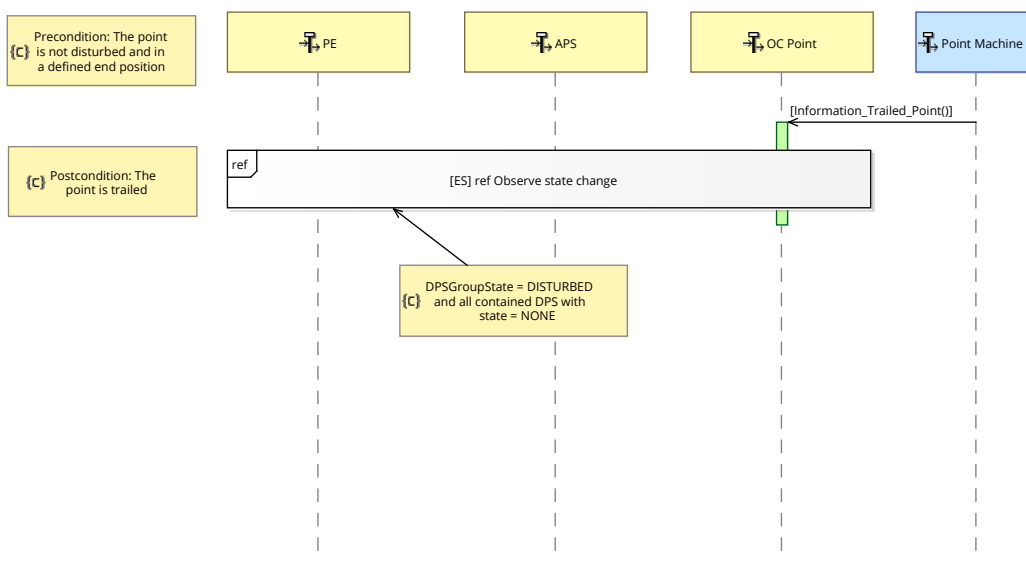 Precondition: The point
is not disturbed and in
a defined end position
{C}
PE
APS
OC Point
Point Machine
[Information_Trailed_Point()]
Postcondition: The
point is trailed
{C}
ref
[ES] ref Observe state change
DPSGroupState = DISTURBED
and all contained DPS with
state = NONE
{C}